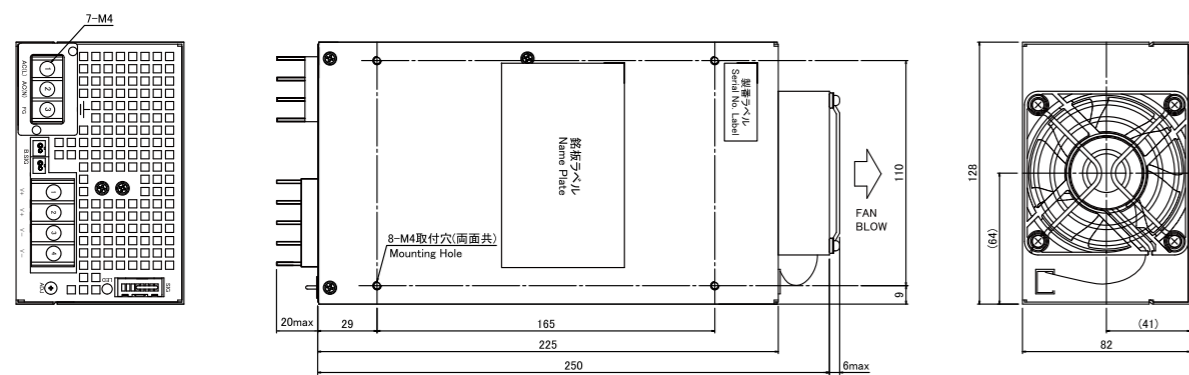 7-M4
AC(L)
AC(N)
FG
1
2
3
B.SIG
V+
V+
V-
V-
1
2
3
4
LED
ADJ
SIG
銘板ラベル
Name Plate
製番ラベル
Serial No. Label
8-M4取付穴(両面共)
Mounting Hole
FAN
BLOW
110
9
20max
29
165
225
250
6max
128
(64)
(41)
82